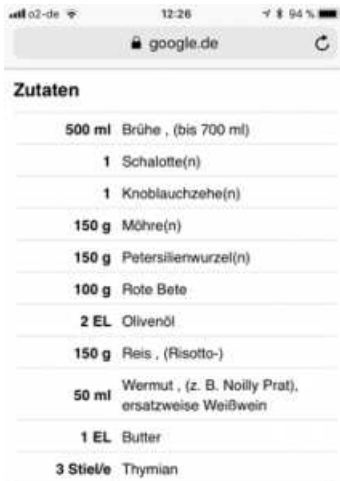 o2-de 12:26 94 %
google.de
Zutaten
500 ml Brühe , (bis 700 ml)
1 Schalotte(n)
1 Knoblauchzehe(n)
150 g Möhre(n)
150 g Petersilienwurzel(n)
100 g Rote Bete
2 EL Olivenöl
150 g Reis , (Risotto-)
50 ml Wermut , (z. B. Noilly Prat),
ersatzweise Weißwein
1 EL Butter
3 Stiel/e Thymian